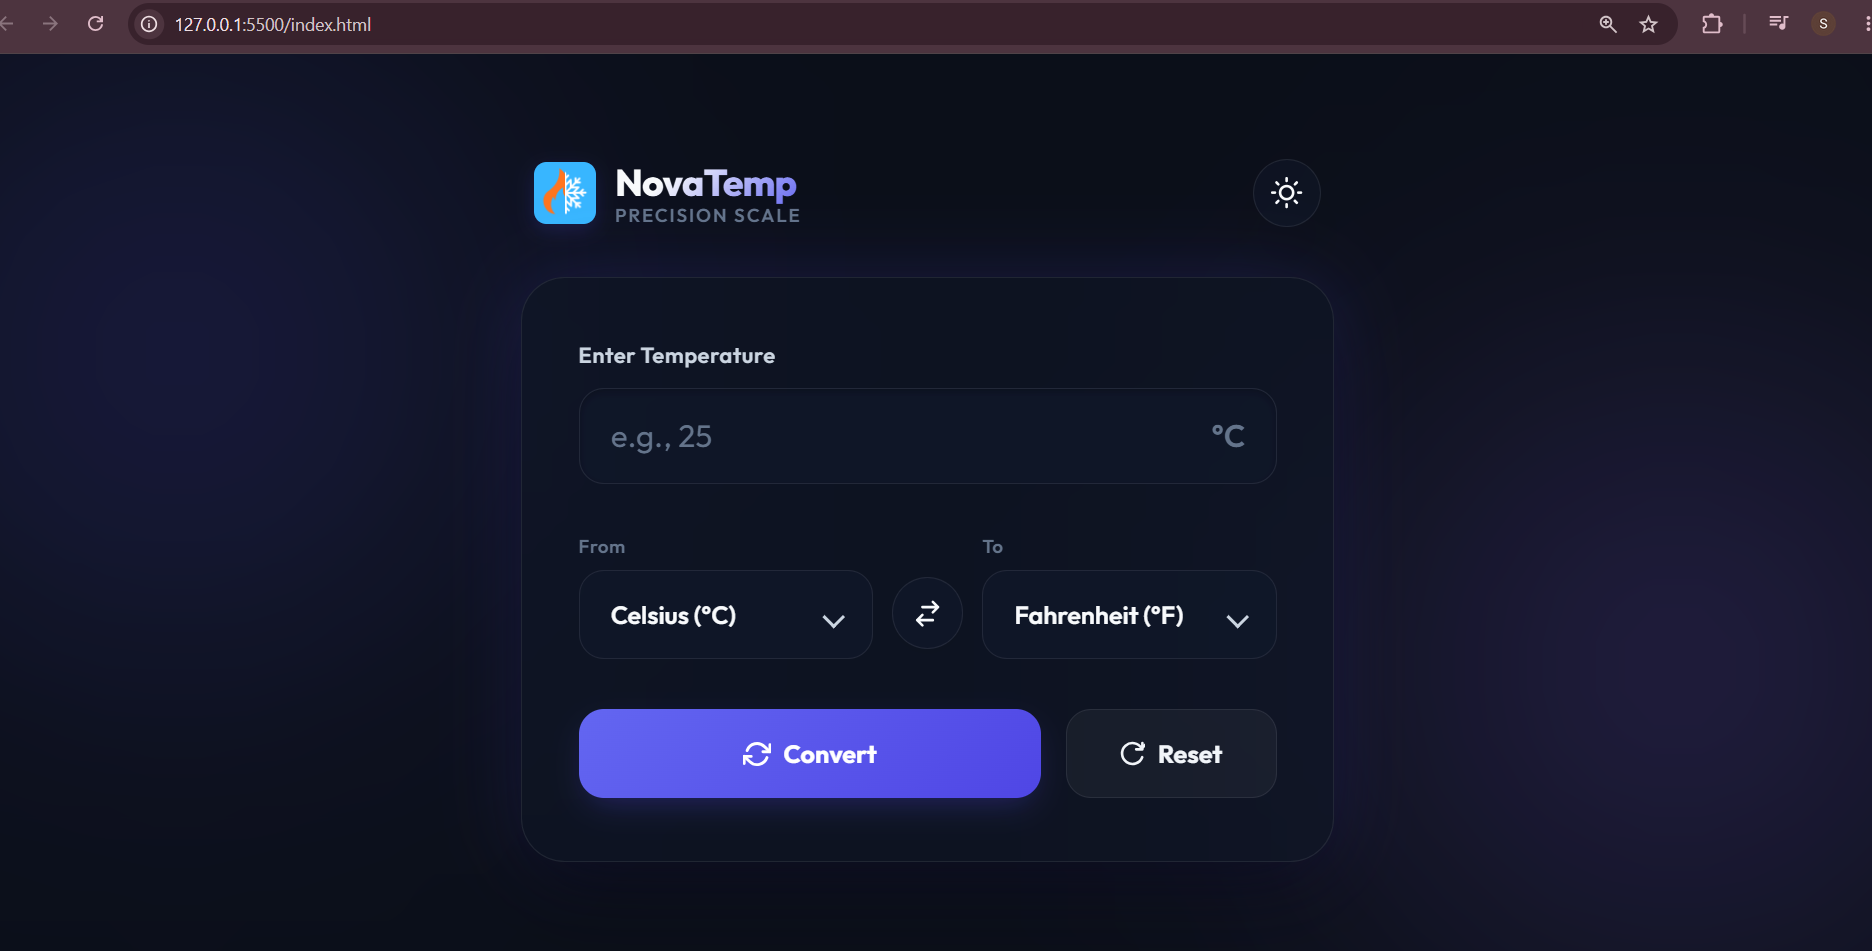 127.0.0.1:5500/index.html
S
NovaTemp
PRECISION SCALE
Enter Temperature
e.g., 25 °C
From To
Celsius (°C) Fahrenheit (°F)
Convert Reset